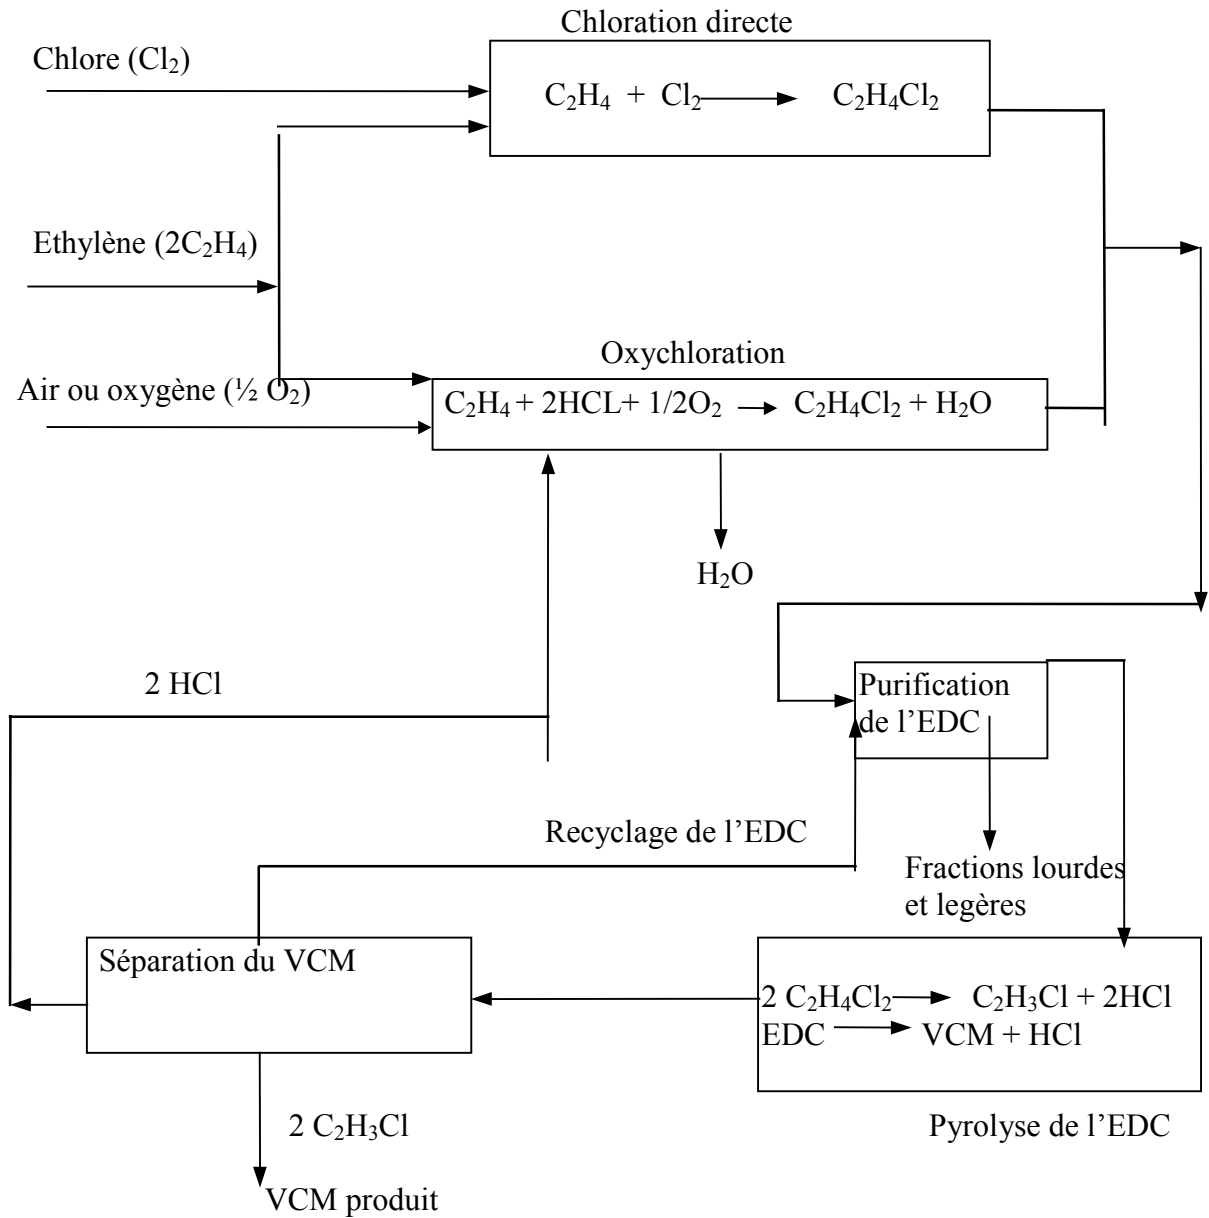 Chloration directe
Chlore (Cl₂)
C₂H₄ + Cl₂ → C₂H₄Cl₂
Ethylène (2C₂H₄)
Oxychloration
Air ou oxygène (½ O₂)
C₂H₄ + 2HCL+ 1/2O₂ → C₂H₄Cl₂ + H₂O
H₂O
2 HCl
Purification
de l’EDC
Recyclage de l’EDC
Fractions lourdes
et legères
Séparation du VCM
2 C₂H₄Cl₂ → C₂H₃Cl + 2HCl
EDC → VCM + HCl
2 C₂H₃Cl
Pyrolyse de l’EDC
VCM produit